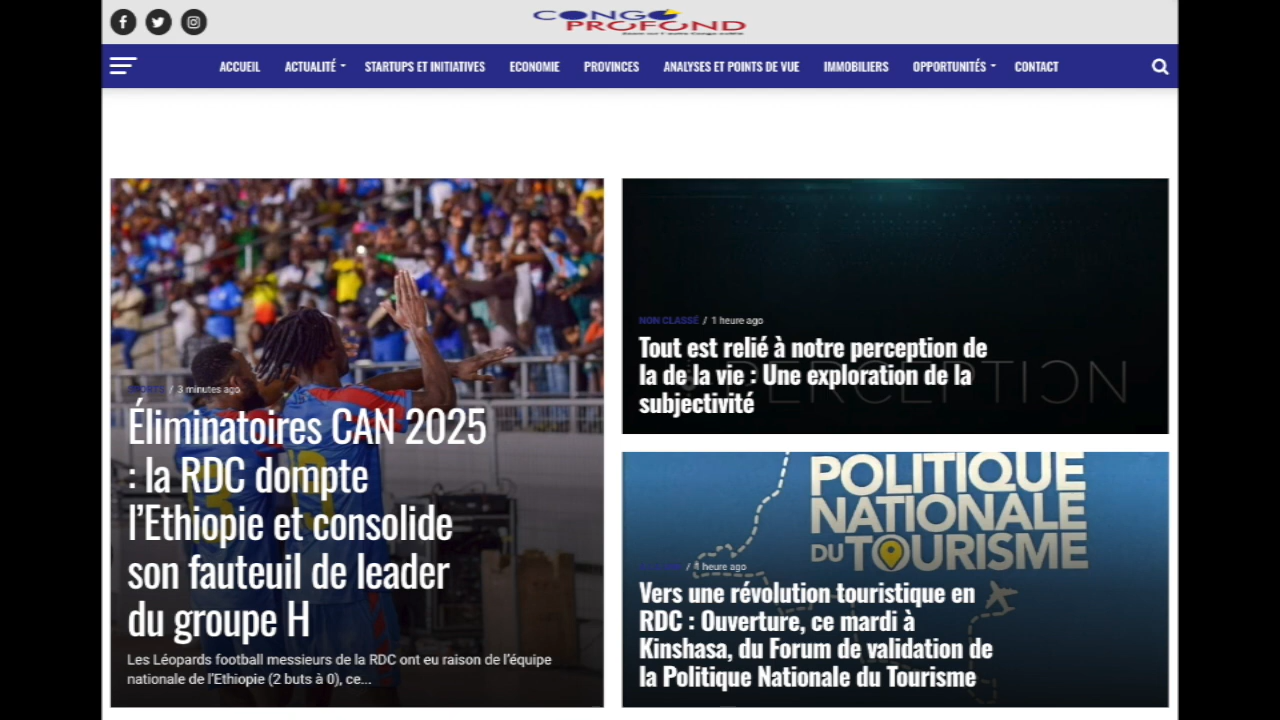 CONGO
PROFOND
ACCUEIL ACTUALITÉ STARTUPS ET INITIATIVES ECONOMIE PROVINCES ANALYSES ET POINTS DE VUE IMMOBILIERS OPPORTUNITÉS CONTACT
/ 3 minutes ago
Éliminatoires CAN 2025
: la RDC dompte
l’Ethiopie et consolide
son fauteuil de leader
du groupe H
Les Léopards football messieurs de la RDC ont eu raison de l’équipe
nationale de l’Ethiopie (2 buts à 0), ce...
NON CLASSÉ / 1 heure ago
Tout est relié à notre perception de
la de la vie : Une exploration de la
subjectivité
PERCEPTION
POLITIQUE
NATIONALE
DU TOURISME
/ 1 heure ago
Vers une révolution touristique en
RDC : Ouverture, ce mardi à
Kinshasa, du Forum de validation de
la Politique Nationale du Tourisme